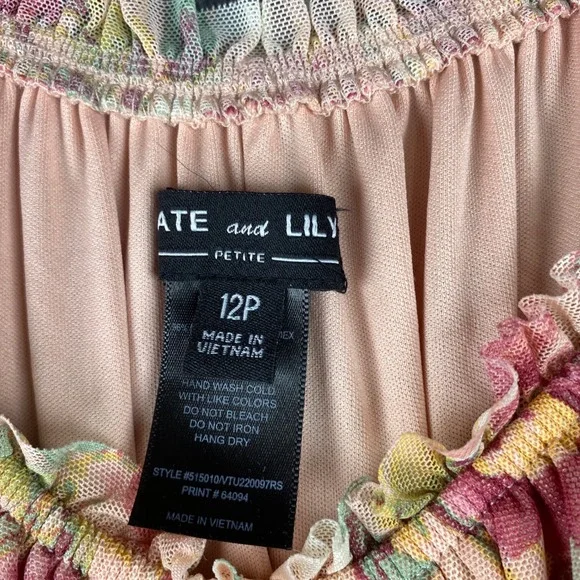 ATE and LILY
PETITE
12P
MADE IN
VIETNAM
HAND WASH COLD
WITH LIKE COLORS
DO NOT BLEACH
DO NOT IRON
HANG DRY
STYLE #515010/VTU220097RS
PRINT # 64094
MADE IN VIETNAM